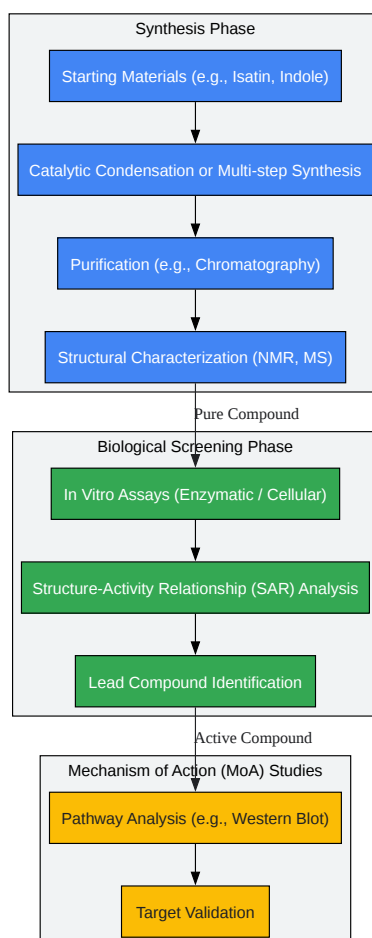 Synthesis Phase
Starting Materials (e.g., Isatin, Indole)
Catalytic Condensation or Multi-step Synthesis
Purification (e.g., Chromatography)
Structural Characterization (NMR, MS)
Pure Compound
Biological Screening Phase
In Vitro Assays (Enzymatic / Cellular)
Structure-Activity Relationship (SAR) Analysis
Lead Compound Identification
Active Compound
Mechanism of Action (MoA) Studies
Pathway Analysis (e.g., Western Blot)
Target Validation